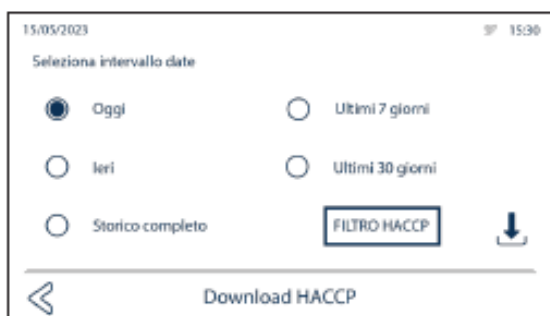 15/05/2023 15:30
Seleziona intervallo date
Oggi Ultimi 7 giorni
Ieri Ultimi 30 giorni
Storico completo FILTRO HACCP
Download HACCP